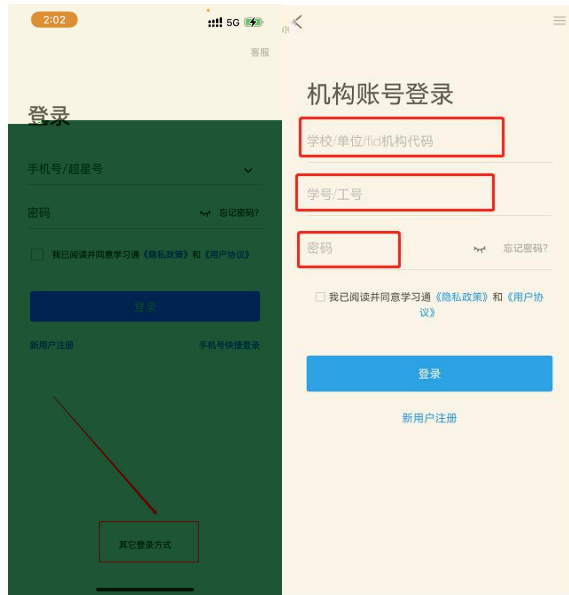 2:02
5G
客服
登录
手机号/超星号
密码
忘记密码?
我已阅读并同意学习通《隐私政策》和《用户协议》
登录
新用户注册
手机号快捷登录
其它登录方式
机构账号登录
学校/单位/fid机构代码
学号/工号
密码
忘记密码?
我已阅读并同意学习通《隐私政策》和《用户协
议》
登录
新用户注册